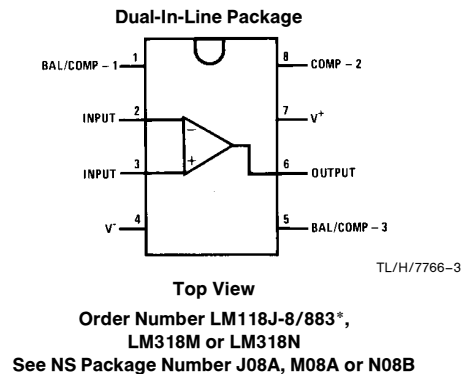 Dual-In-Line Package
1 8
BAL/COMP – 1 COMP – 2
2 7
INPUT − V+
3 6
INPUT + OUTPUT
4 5
V- BAL/COMP – 3
TL/H/7766–3
Top View
Order Number LM118J-8/883*,
LM318M or LM318N
See NS Package Number J08A, M08A or N08B